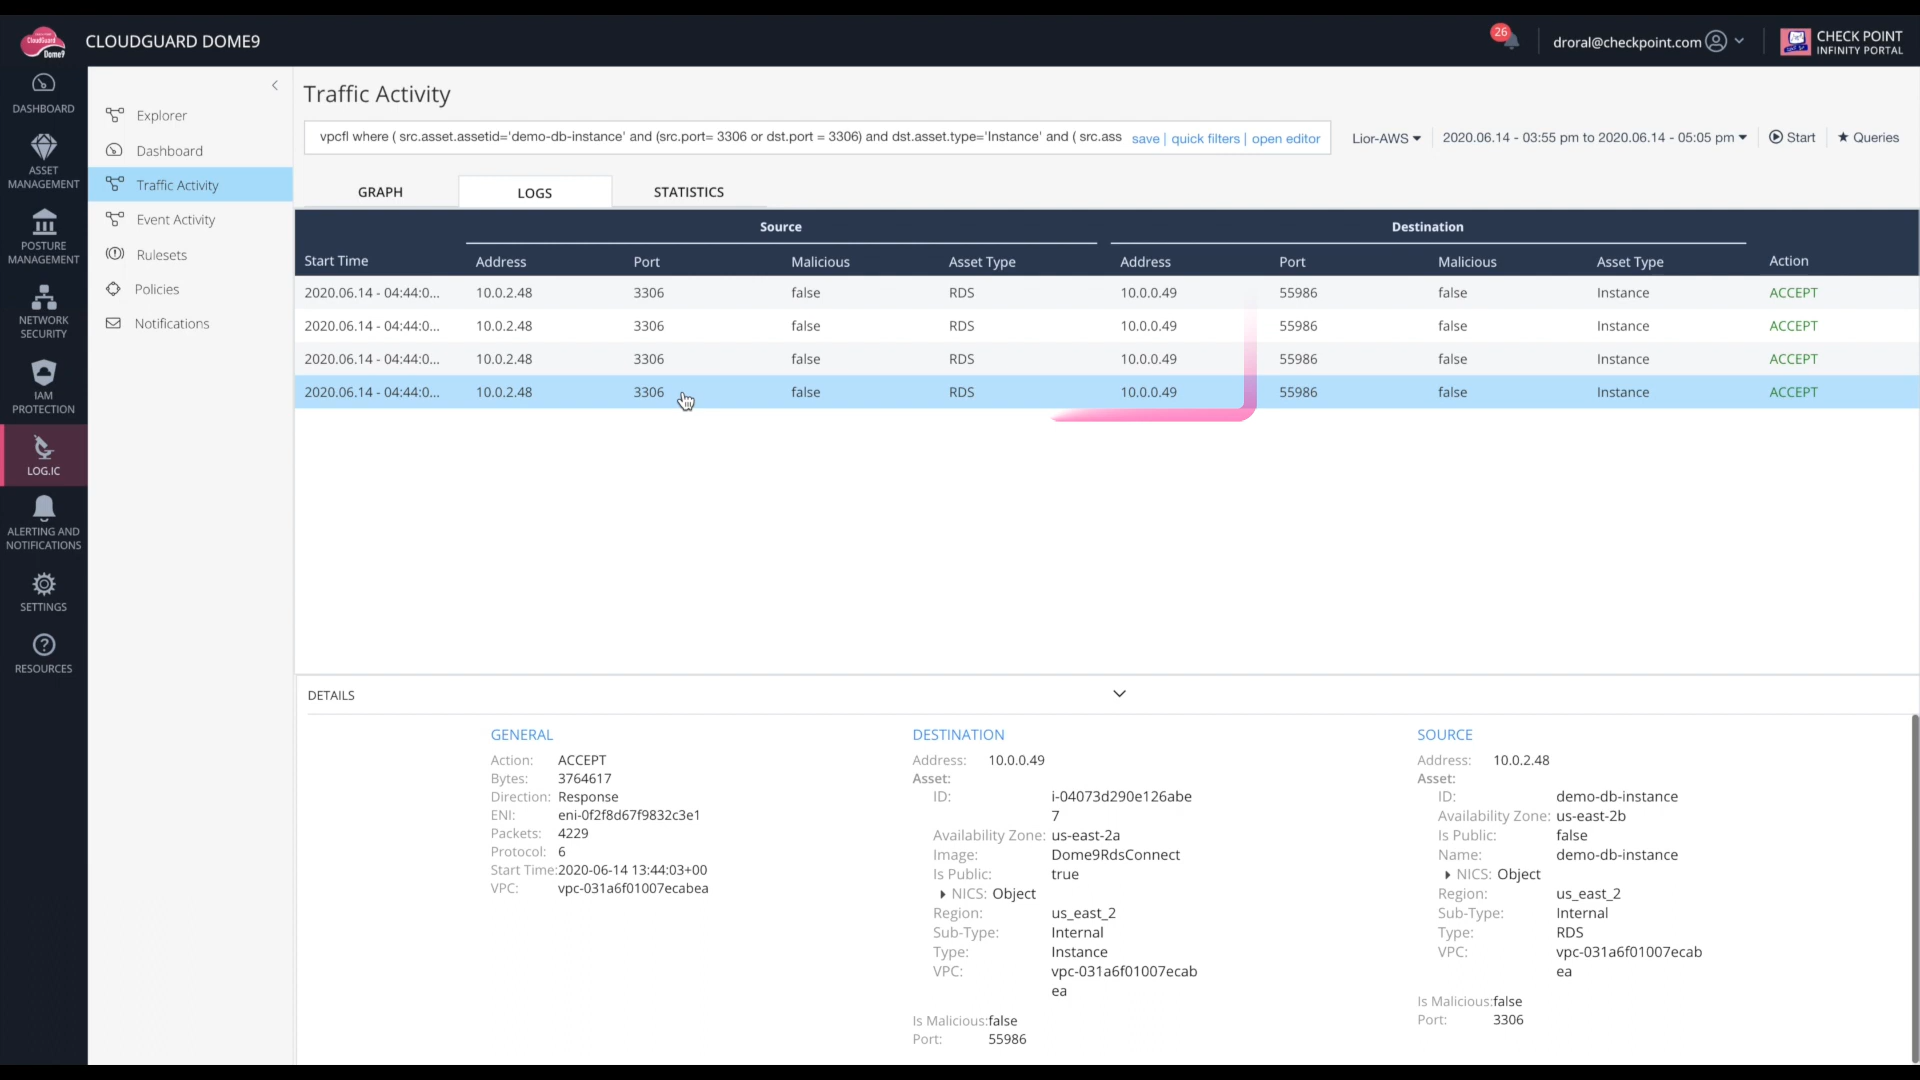 CloudGuard
Dome9
CLOUDGUARD DOME9
26
droral@checkpoint.com
CHECK POINT
INFINITY PORTAL
DASHBOARD
ASSET
MANAGEMENT
POSTURE
MANAGEMENT
NETWORK
SECURITY
IAM
PROTECTION
LOG.IC
ALERTING AND
NOTIFICATIONS
SETTINGS
RESOURCES
Explorer
Dashboard
Traffic Activity
Event Activity
Rulesets
Policies
Notifications
Traffic Activity
vpcfl where ( src.asset.assetid='demo-db-instance' and (src.port= 3306 or dst.port = 3306) and dst.asset.type='Instance' and ( src.ass save | quick filters | open editor Lior-AWS 2020.06.14 - 03:55 pm to 2020.06.14 - 05:05 pm Start Queries
GRAPH LOGS STATISTICS
Source Destination
Start Time Address Port Malicious Asset Type Address Port Malicious Asset Type Action
2020.06.14 - 04:44:0... 10.0.2.48 3306 false RDS 10.0.0.49 55986 false Instance ACCEPT
2020.06.14 - 04:44:0... 10.0.2.48 3306 false RDS 10.0.0.49 55986 false Instance ACCEPT
2020.06.14 - 04:44:0... 10.0.2.48 3306 false RDS 10.0.0.49 55986 false Instance ACCEPT
2020.06.14 - 04:44:0... 10.0.2.48 3306 false RDS 10.0.0.49 55986 false Instance ACCEPT
DETAILS
GENERAL
Action: ACCEPT
Bytes: 3764617
Direction: Response
ENI: eni-0f2f8d67f9832c3e1
Packets: 4229
Protocol: 6
Start Time:2020-06-14 13:44:03+00
VPC: vpc-031a6f01007ecabea
DESTINATION
Address: 10.0.0.49
Asset:
ID: i-04073d290e126abe
7
Availability Zone: us-east-2a
Image: Dome9RdsConnect
Is Public: true
NICS: Object
Region: us_east_2
Sub-Type: Internal
Type: Instance
VPC: vpc-031a6f01007ecab
ea
Is Malicious:false
Port: 55986
SOURCE
Address: 10.0.2.48
Asset:
ID: demo-db-instance
Availability Zone: us-east-2b
Is Public: false
Name: demo-db-instance
NICS: Object
Region: us_east_2
Sub-Type: Internal
Type: RDS
VPC: vpc-031a6f01007ecab
ea
Is Malicious:false
Port: 3306